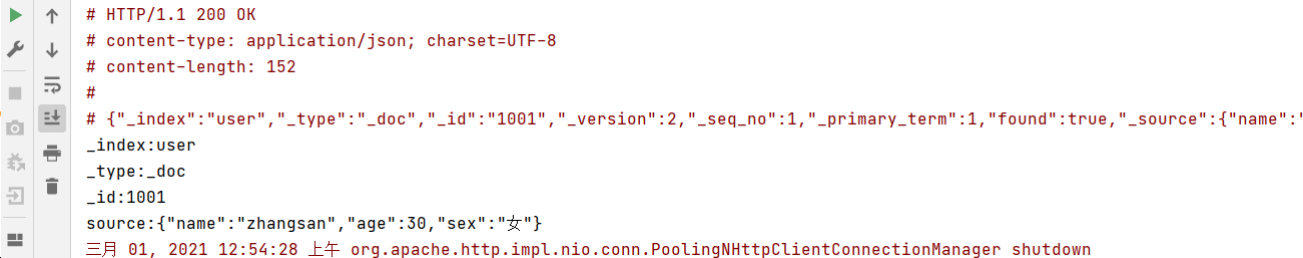 # HTTP/1.1 200 OK
# content-type: application/json; charset=UTF-8
# content-length: 152
#
# {"_index":"user","_type":"_doc","_id":"1001","_version":2,"_seq_no":1,"_primary_term":1,"found":true,"_source":{"name":"
_index:user
_type:_doc
_id:1001
source:{"name":"zhangsan","age":30,"sex":"女"}
三月 01, 2021 12:54:28 上午 org.apache.http.impl.nio.conn.PoolingNHttpClientConnectionManager shutdown